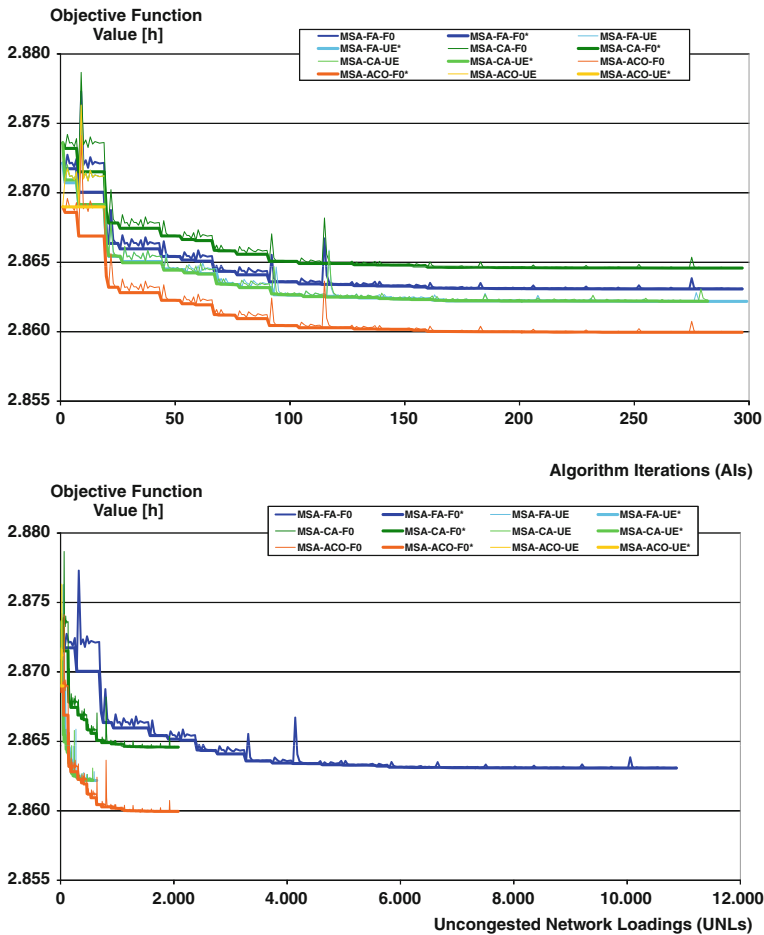 Objective Function
Value [h]
MSA-FA-F0 MSA-FA-F0* MSA-FA-UE
MSA-FA-UE* MSA-CA-F0 MSA-CA-F0*
MSA-CA-UE MSA-CA-UE* MSA-ACO-F0
MSA-ACO-F0* MSA-ACO-UE MSA-ACO-UE*
2.880
2.875
2.870
2.865
2.860
2.855
0 50 100 150 200 250 300
Algorithm Iterations (AIs)
Objective Function
Value [h]
MSA-FA-F0 MSA-FA-F0* MSA-FA-UE MSA-FA-UE*
MSA-CA-F0 MSA-CA-F0* MSA-CA-UE MSA-CA-UE*
MSA-ACO-F0 MSA-ACO-F0* MSA-ACO-UE MSA-ACO-UE*
2.880
2.875
2.870
2.865
2.860
2.855
0 2.000 4.000 6.000 8.000 10.000 12.000
Uncongested Network Loadings (UNLs)